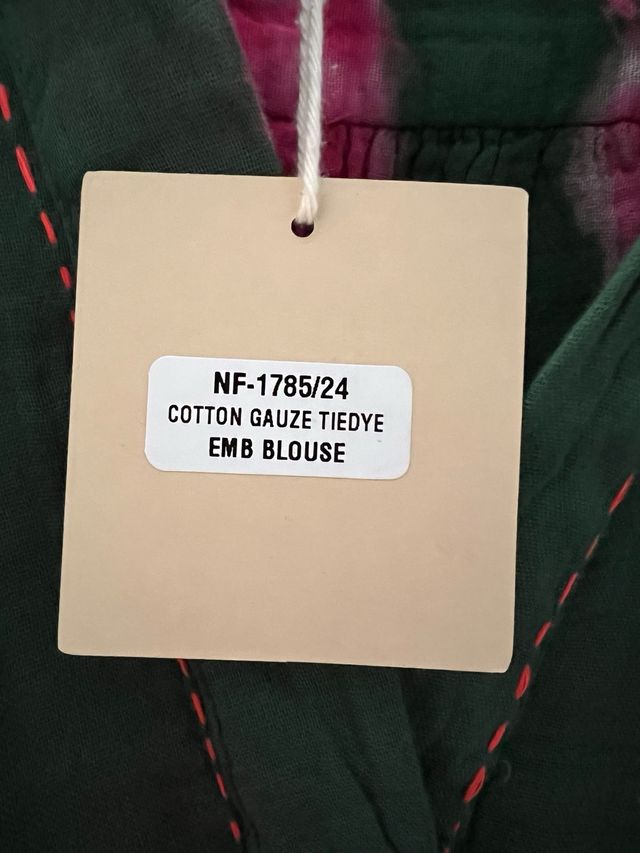 NF-1785/24
COTTON GAUZE TIEDYE
EMB BLOUSE